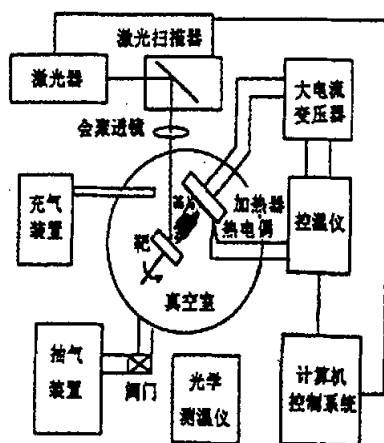 激光扫描器
激光器
大电流
变压器
会聚透镜
充气
装置
基片
加热器
热电偶
控温仪
靶
真空室
抽气
装置
阀门
光学
测温仪
计算机
控制系统